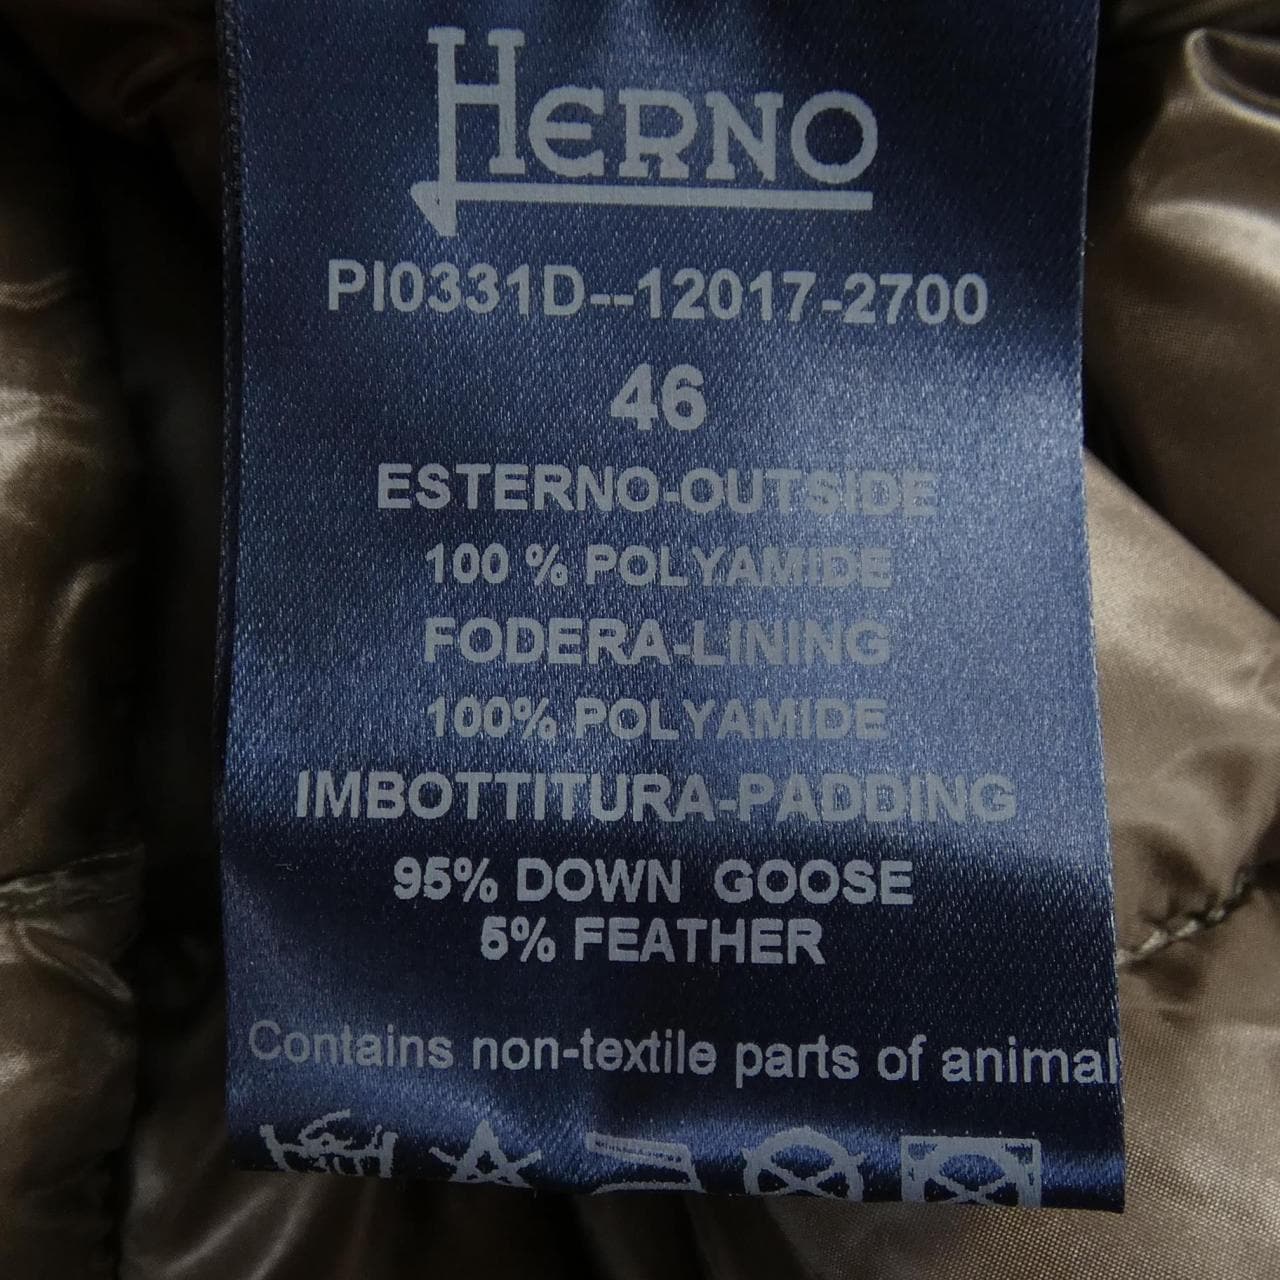 HERNO
PI0331D--12017-2700
46
ESTERNO-OUTSIDE
100 % POLYAMIDE
FODERA-LINING
100% POLYAMIDE
IMBOTTITURA-PADDING
95% DOWN GOOSE
5% FEATHER
Contains non-textile parts of animal